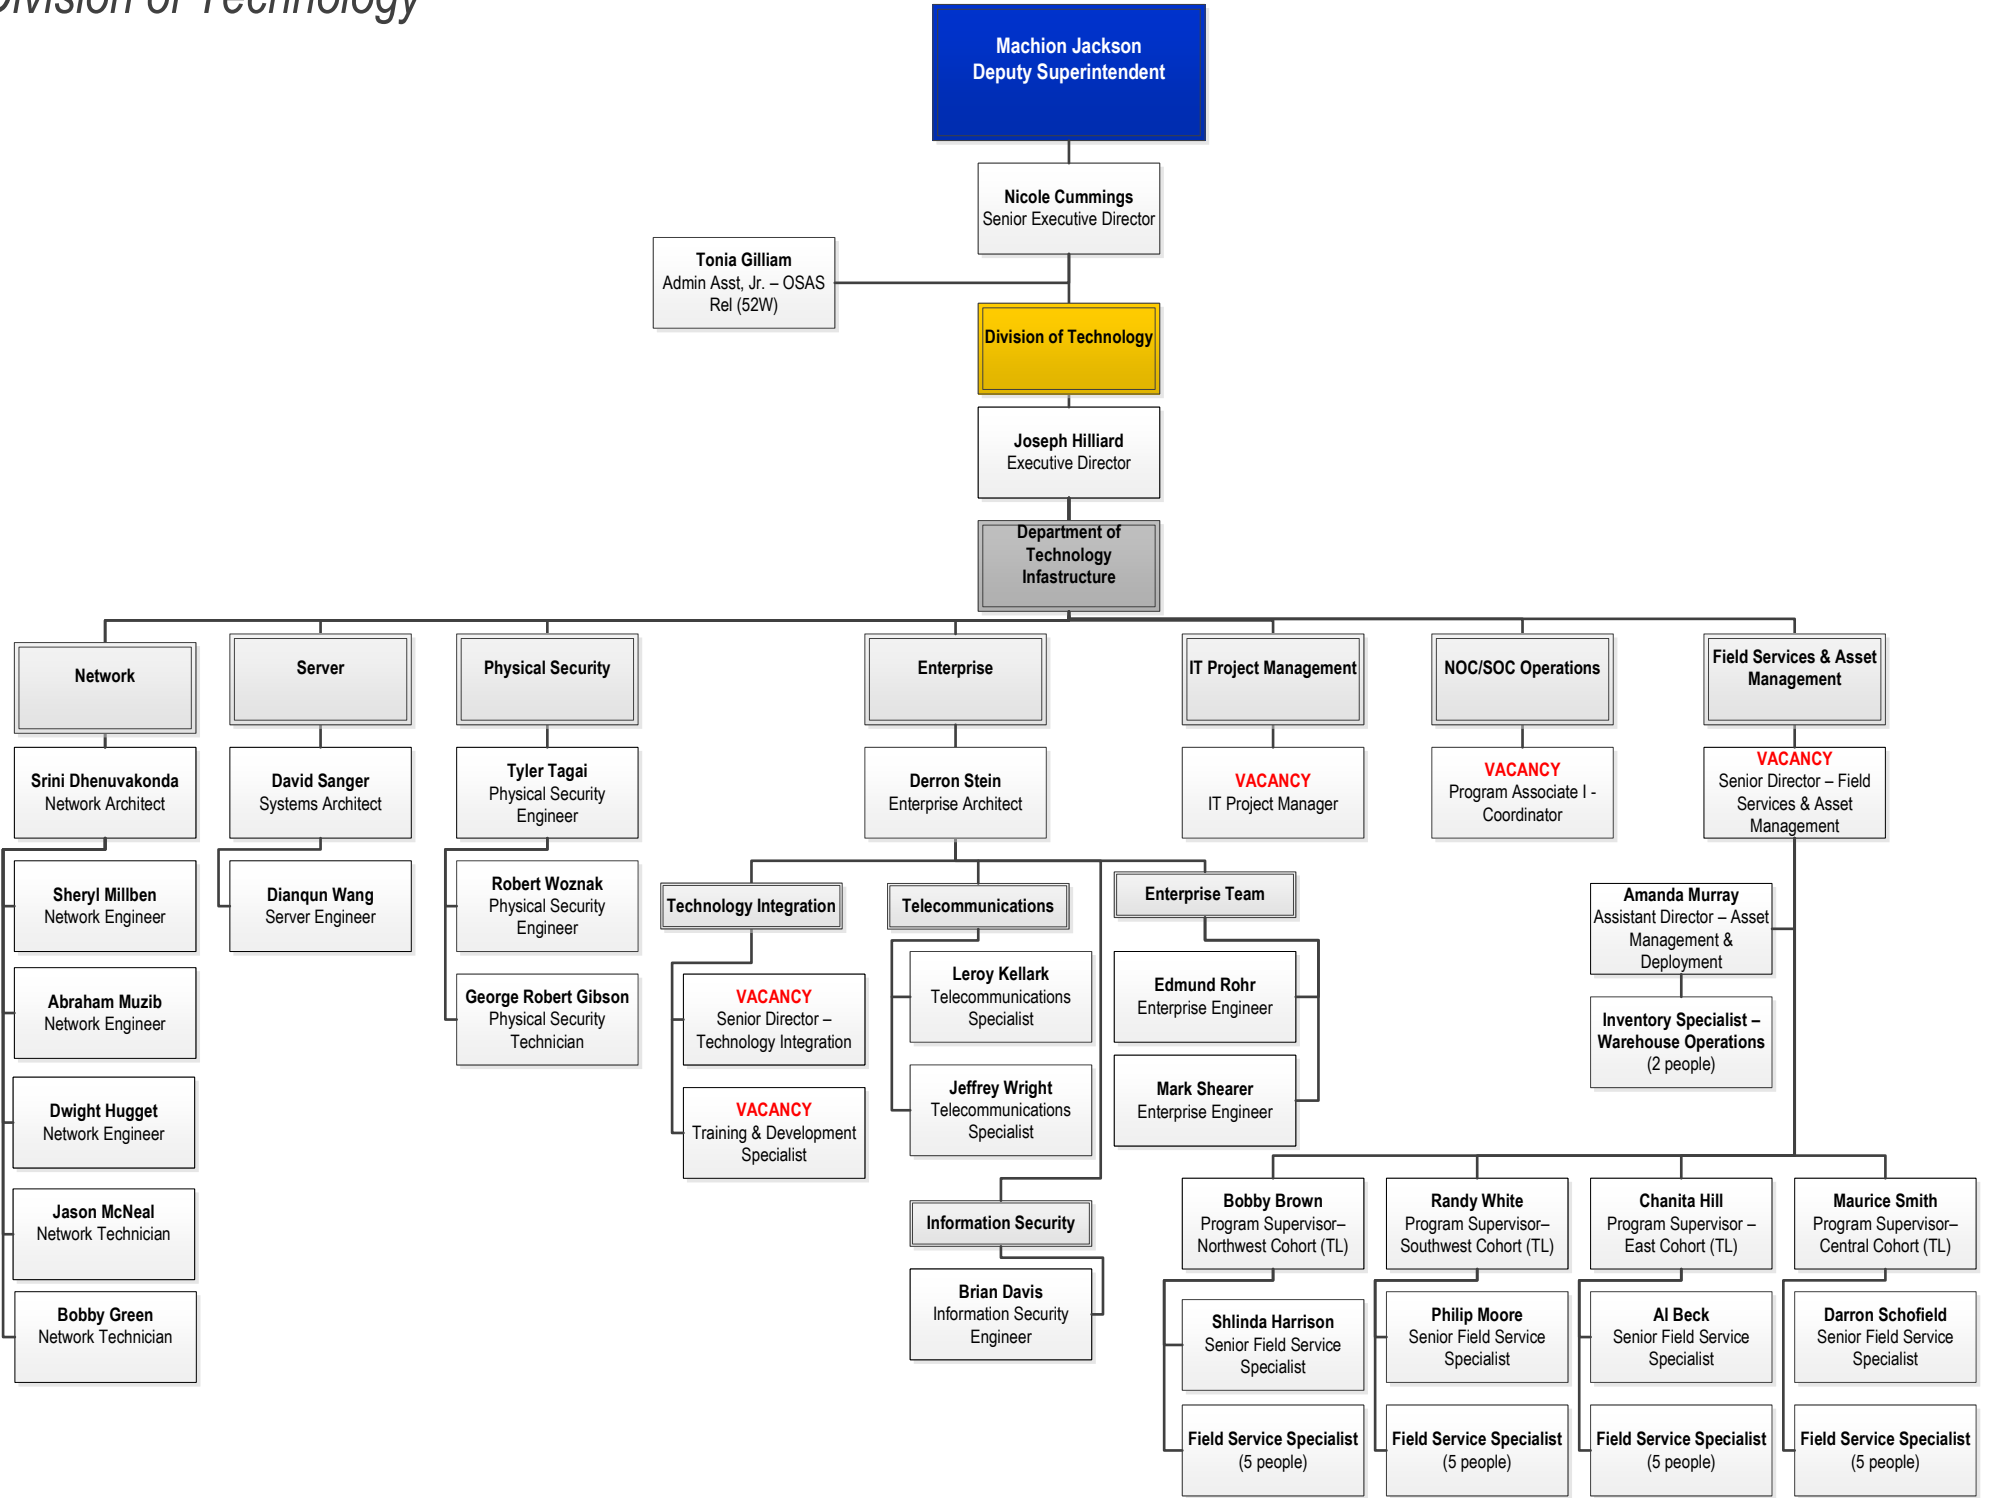 Division of Technology
Machion Jackson
Deputy Superintendent
Nicole Cummings
Senior Executive Director
Tonia Gilliam
Admin Asst, Jr. – OSAS
Rel (52W)
Division of Technology
Joseph Hilliard
Executive Director
Department of
Technology
Infastructure
Network
Server
Physical Security
Enterprise
IT Project Management
NOC/SOC Operations
Field Services & Asset
Management
Srini Dhenuvakonda
Network Architect
David Sanger
Systems Architect
Tyler Tagai
Physical Security
Engineer
Derron Stein
Enterprise Architect
VACANCY
IT Project Manager
VACANCY
Program Associate I -
Coordinator
VACANCY
Senior Director – Field
Services & Asset
Management
Sheryl Millben
Network Engineer
Abraham Muzib
Network Engineer
Dwight Hugget
Network Engineer
Jason McNeal
Network Technician
Bobby Green
Network Technician
Dianqun Wang
Server Engineer
Robert Woznak
Physical Security
Engineer
George Robert Gibson
Physical Security
Technician
Technology Integration
VACANCY
Senior Director –
Technology Integration
VACANCY
Training & Development
Specialist
Telecommunications
Leroy Kellark
Telecommunications
Specialist
Jeffrey Wright
Telecommunications
Specialist
Enterprise Team
Edmund Rohr
Enterprise Engineer
Mark Shearer
Enterprise Engineer
Information Security
Brian Davis
Information Security
Engineer
Amanda Murray
Assistant Director – Asset
Management &
Deployment
Inventory Specialist –
Warehouse Operations
(2 people)
Bobby Brown
Program Supervisor–
Northwest Cohort (TL)
Shlinda Harrison
Senior Field Service
Specialist
Field Service Specialist
(5 people)
Randy White
Program Supervisor–
Southwest Cohort (TL)
Philip Moore
Senior Field Service
Specialist
Field Service Specialist
(5 people)
Chanita Hill
Program Supervisor –
East Cohort (TL)
Al Beck
Senior Field Service
Specialist
Field Service Specialist
(5 people)
Maurice Smith
Program Supervisor–
Central Cohort (TL)
Darron Schofield
Senior Field Service
Specialist
Field Service Specialist
(5 people)